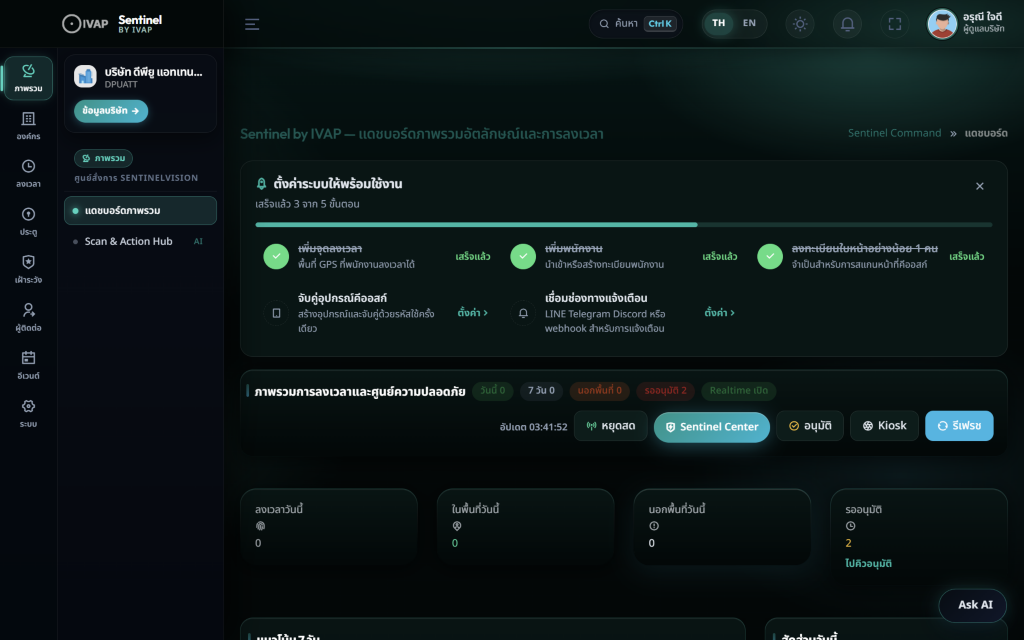 IVAP
Sentinel
BY IVAP
ค้นหา Ctrl K
TH EN
อรุณี ใจดี
ผู้ดูแลบริษัท
ภาพรวม
องค์กร
ลงเวลา
ประตู
เฝ้าระวัง
ผู้ติดต่อ
อีเวนต์
ระบบ
บริษัท ดีพียู แอทเทน...
DPUATT
ข้อมูลบริษัท →
ภาพรวม
ศูนย์สั่งการ SENTINELVISION
แดชบอร์ดภาพรวม
Scan & Action Hub AI
Sentinel by IVAP — แดชบอร์ดภาพรวมอัตลักษณ์และการลงเวลา
Sentinel Command » แดชบอร์ด
ตั้งค่าระบบให้พร้อมใช้งาน
เสร็จแล้ว 3 จาก 5 ขั้นตอน
เพิ่มจุดลงเวลา
พื้นที่ GPS ที่พนักงานลงเวลาได้
เสร็จแล้ว
เพิ่มพนักงาน
นำเข้าหรือสร้างทะเบียนพนักงาน
เสร็จแล้ว
ลงทะเบียนใบหน้าอย่างน้อย 1 คน
จำเป็นสำหรับการสแกนหน้าที่คีออสก์
เสร็จแล้ว
จับคู่อุปกรณ์คีออสก์
สร้างอุปกรณ์และจับคู่ด้วยรหัสใช้ครั้ง
เดียว
ตั้งค่า ›
เชื่อมช่องทางแจ้งเตือน
LINE Telegram Discord หรือ
webhook สำหรับการแจ้งเตือน
ตั้งค่า ›
ภาพรวมการลงเวลาและศูนย์ความปลอดภัย
วันนี้ 0
7 วัน 0
นอกพื้นที่ 0
รออนุมัติ 2
Realtime เปิด
อัปเดต 03:41:52
หยุดสด
Sentinel Center
อนุมัติ
Kiosk
รีเฟรช
ลงเวลาวันนี้
0
ในพื้นที่วันนี้
0
นอกพื้นที่วันนี้
0
รออนุมัติ
2
ไปคิวอนุมัติ
Ask AI
แนวโน้ม 7 วัน
สัดส่วนวันนี้